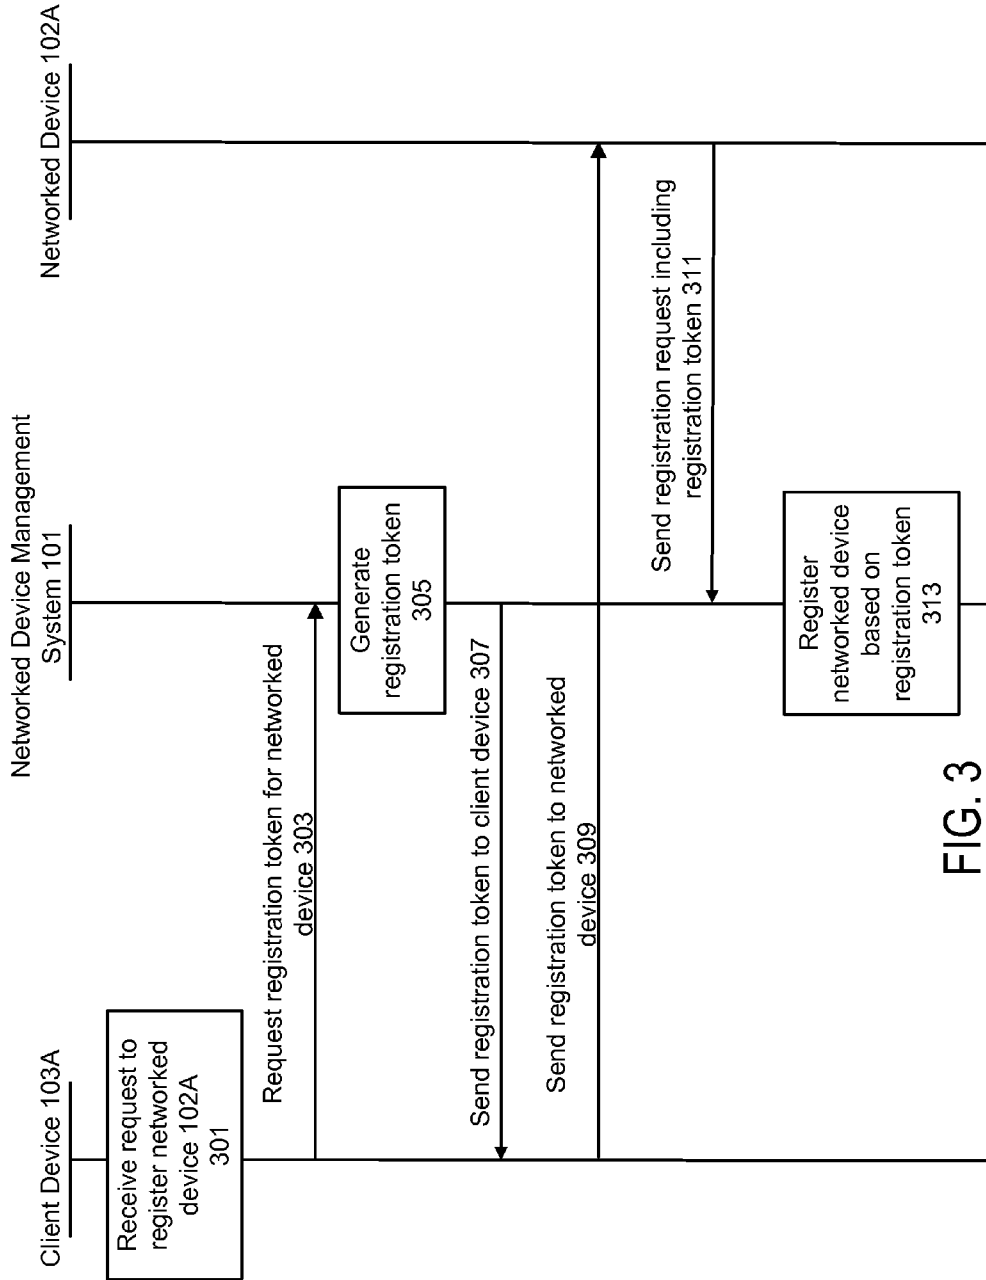 Client Device 103A
Networked Device Management
System 101
Networked Device 102A
Receive request to
register networked
device 102A
301
Request registration token for networked
device 303
Generate
registration token
305
Send registration token to client device 307
Send registration token to networked
device 309
Send registration request including
registration token 311
Register
networked device
based on
registration token
313
FIG. 3